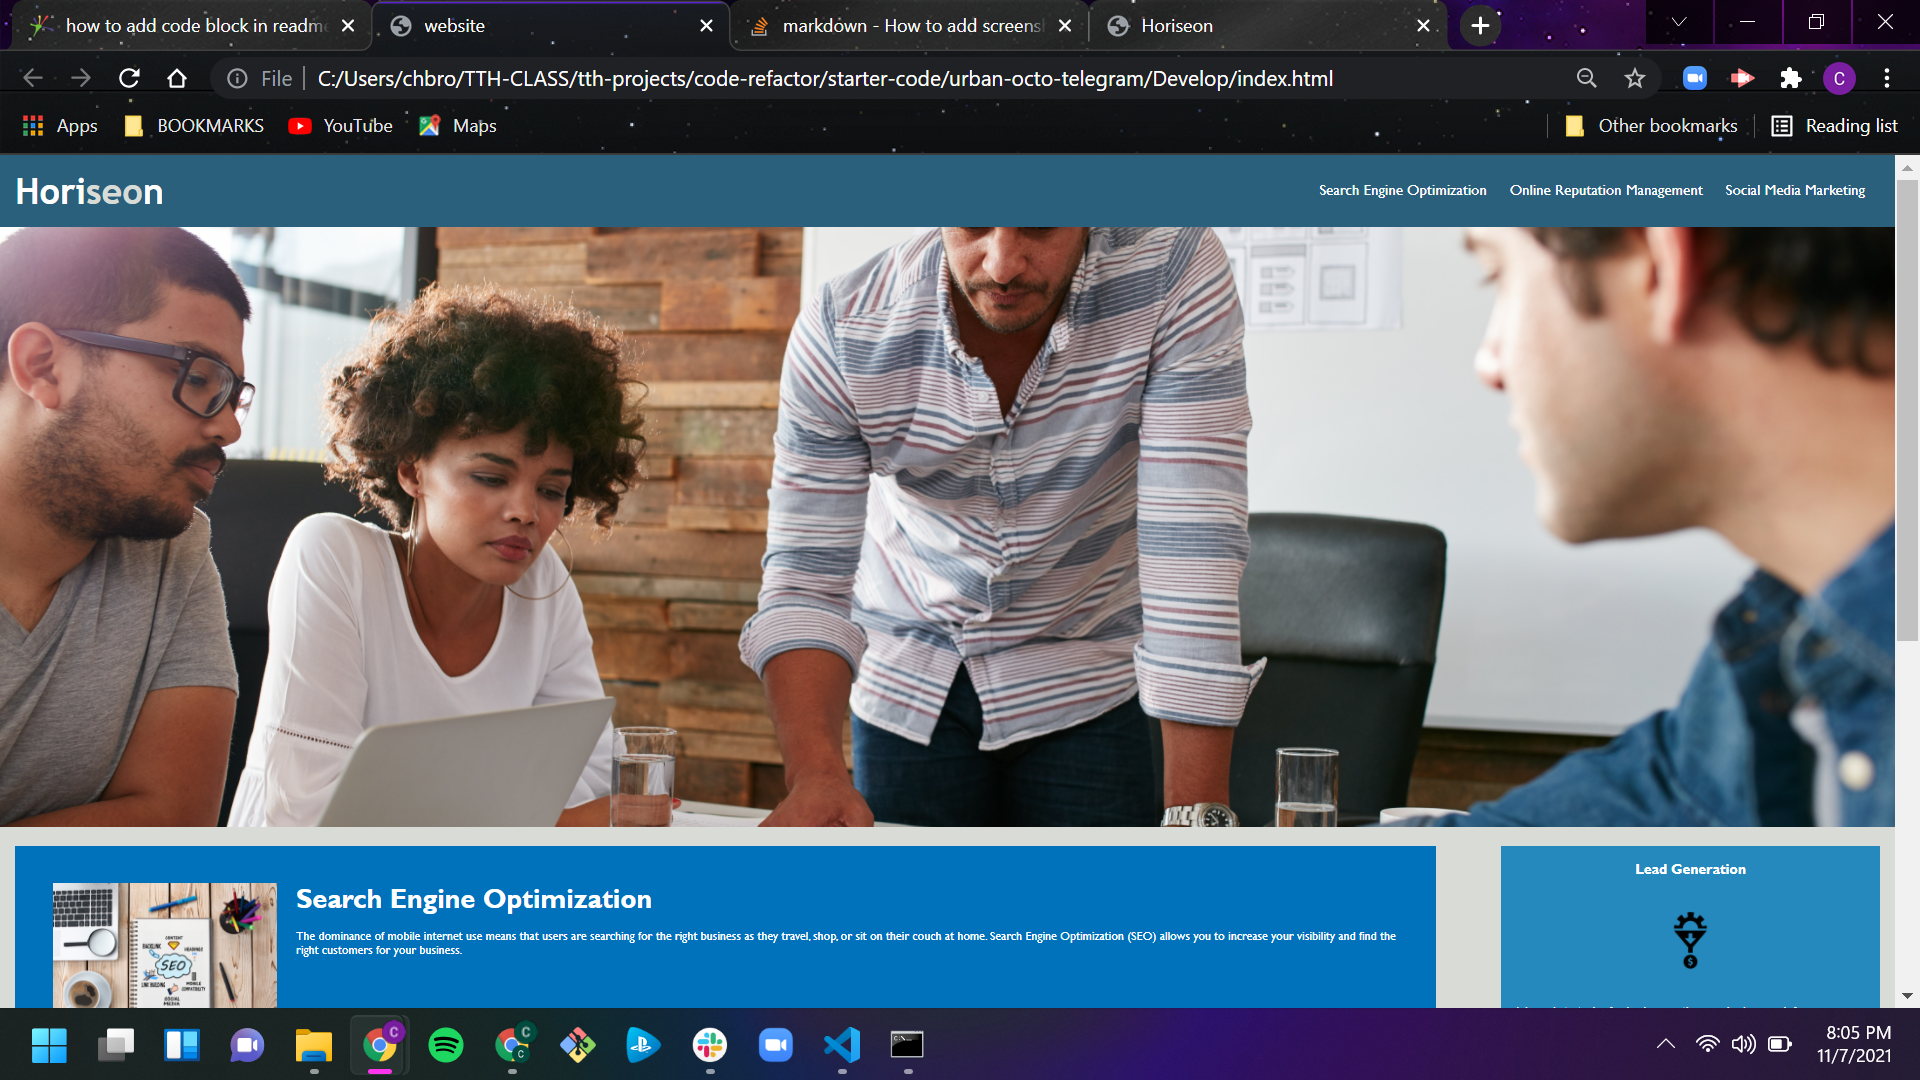 how to add code block in readme
website
markdown - How to add screensh
Horiseon
File
C:/Users/chbro/TTH-CLASS/tth-projects/code-refactor/starter-code/urban-octo-telegram/Develop/index.html
C
Apps
BOOKMARKS
YouTube
Maps
Other bookmarks
Reading list
Horiseon
Search Engine Optimization
Online Reputation Management
Social Media Marketing
Search Engine Optimization
The dominance of mobile internet use means that users are searching for the right business as they travel, shop, or sit on their couch at home. Search Engine Optimization (SEO) allows you to increase your visibility and find the
right customers for your business.
SEO
Lead Generation
8:05 PM
11/7/2021